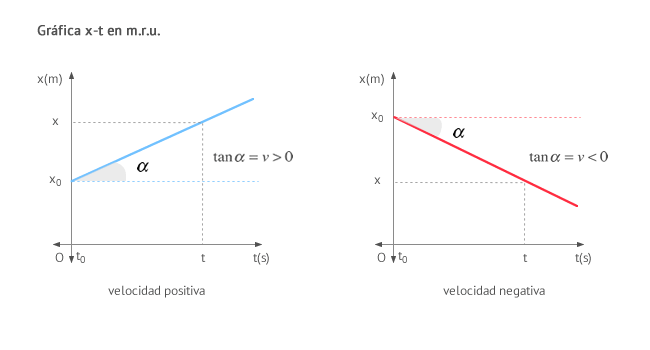 Gráfica x-t en m.r.u.
x(m)
x
x₀
α
tan α = v > 0
O t₀ t t(s)
velocidad positiva
x(m)
x₀
α
tan α = v < 0
x
O t₀ t t(s)
velocidad negativa